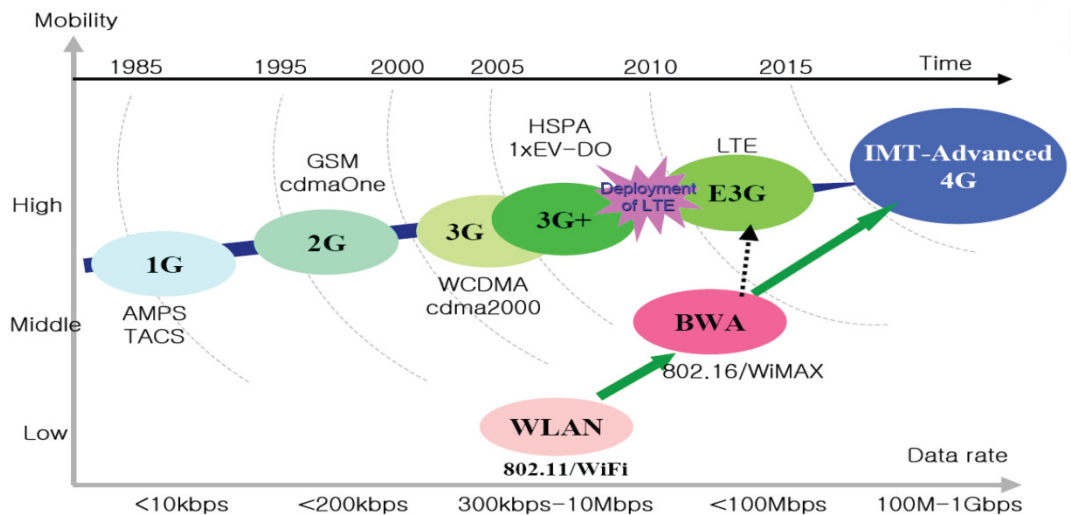 Mobility
1985 1995 2000 2005 2010 2015 Time
HSPA
1xEV-DO
LTE
GSM
cdmaOne
IMT-Advanced
4G
Deployment
of LTE
E3G
High
3G
3G+
2G
1G
WCDMA
cdma2000
AMPS
TACS
Middle
BWA
802.16/WiMAX
WLAN
Low
802.11/WiFi
Data rate
<10kbps <200kbps 300kbps-10Mbps <100Mbps 100M-1Gbps